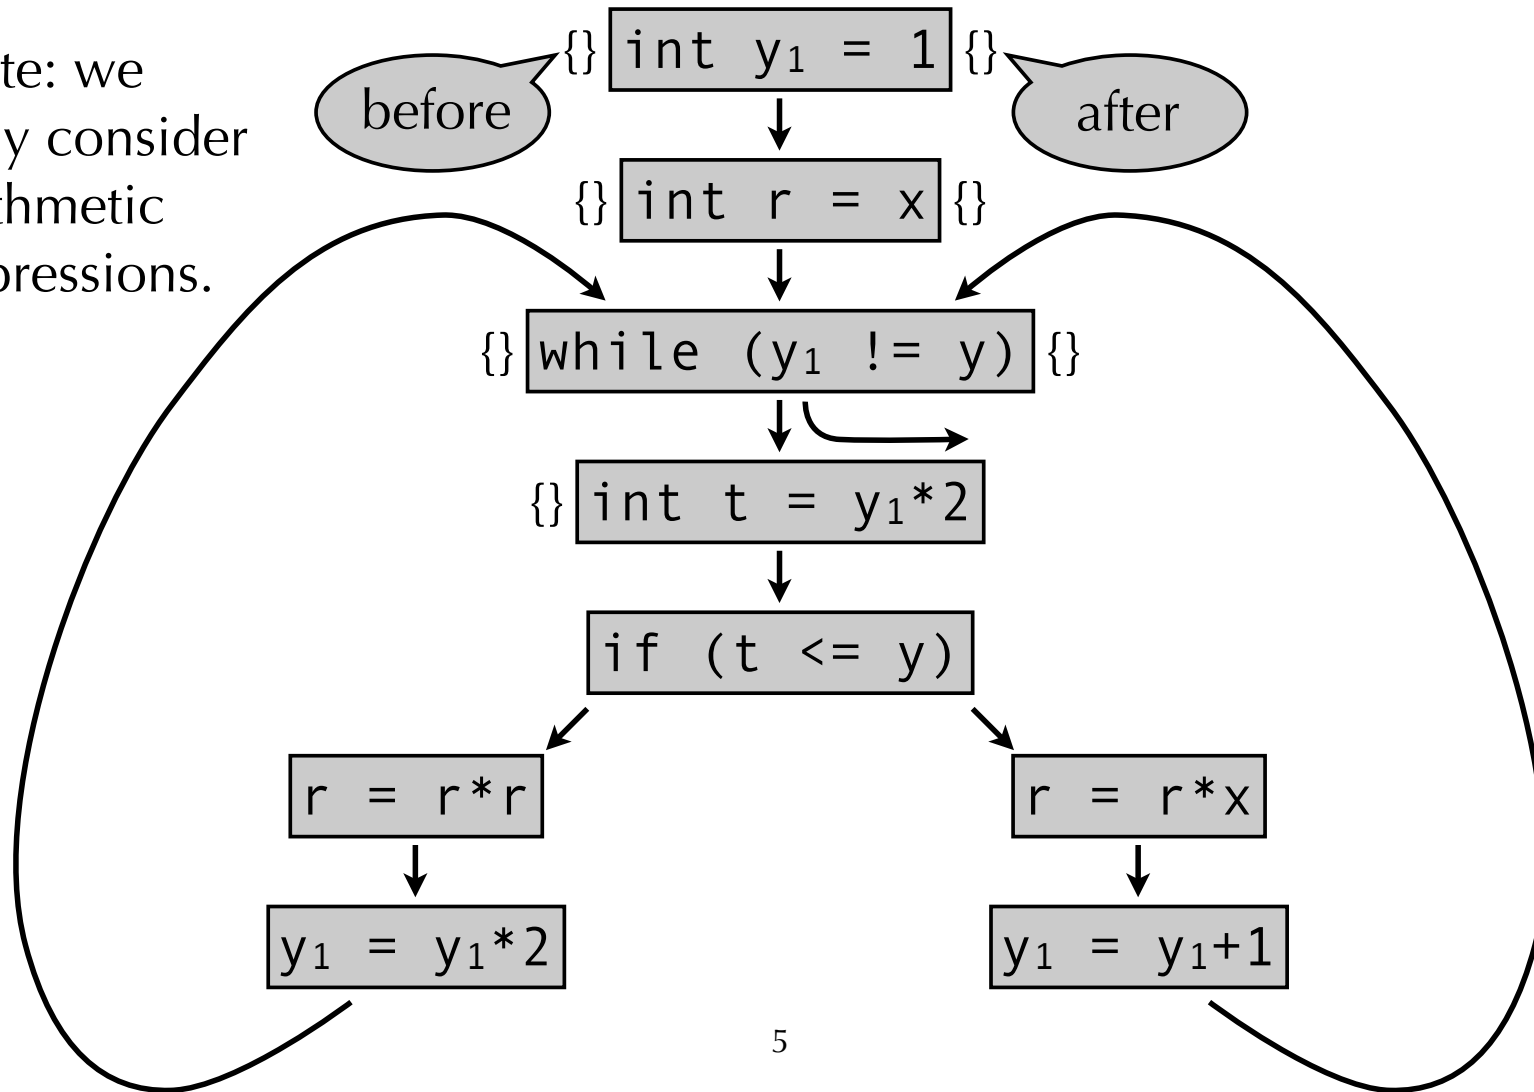 te: we
y consider
thmetic
pressions.
before
{} int y₁ = 1 {}
after
{} int r = x {}
{} while (y₁ != y) {}
{} int t = y₁*2
if (t <= y)
r = r*r
r = r*x
y₁ = y₁*2
y₁ = y₁+1
5